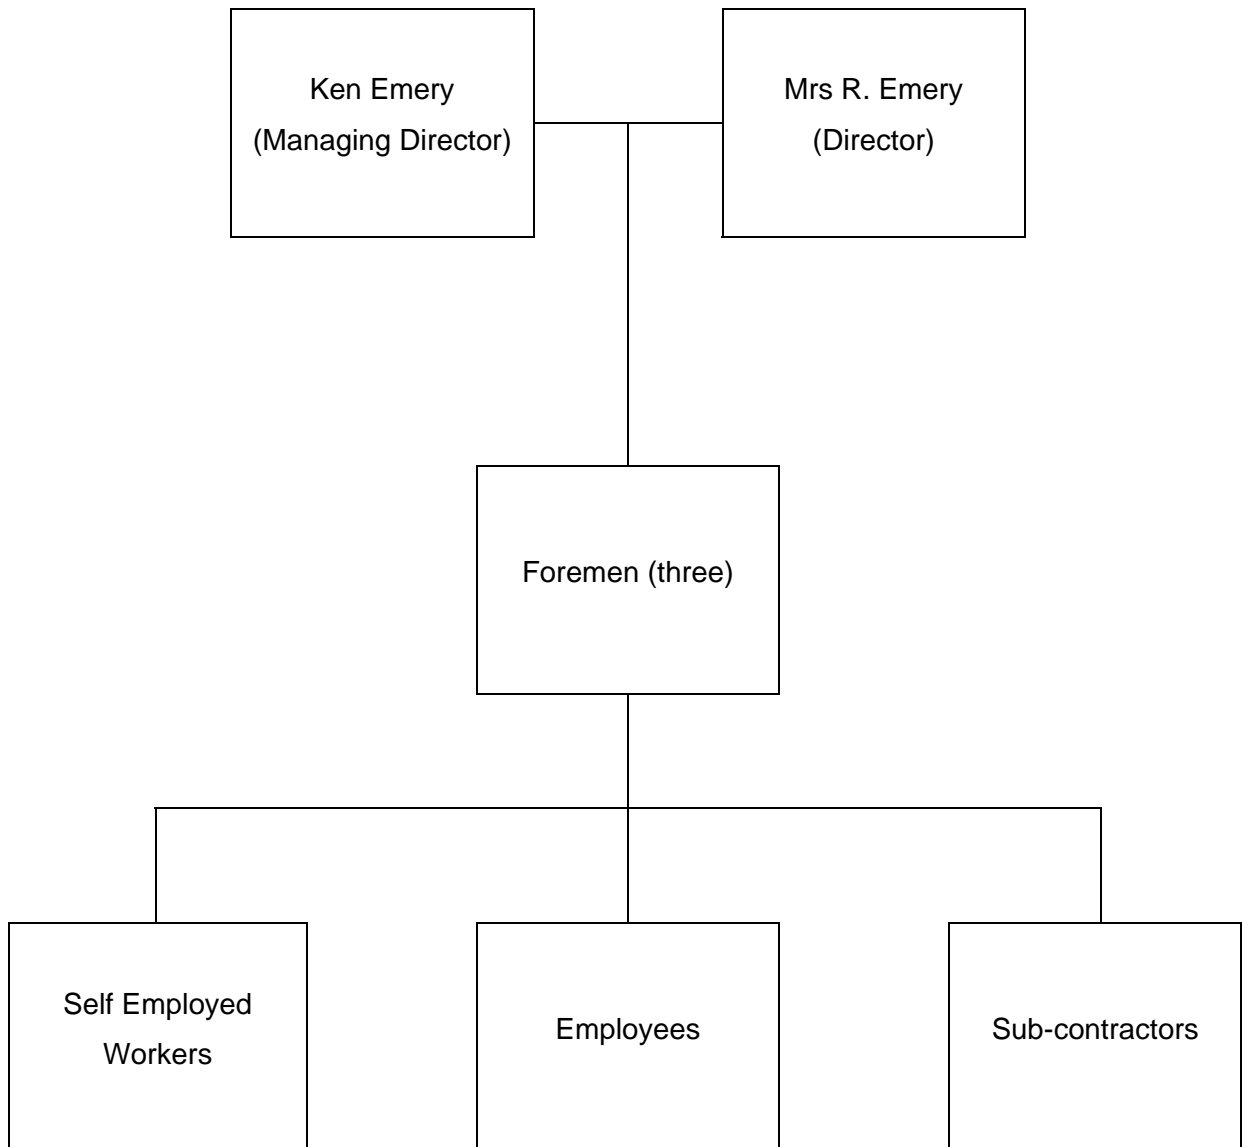 Ken Emery
(Managing Director)
Mrs R. Emery
(Director)
Foremen (three)
Self Employed
Workers
Employees
Sub-contractors